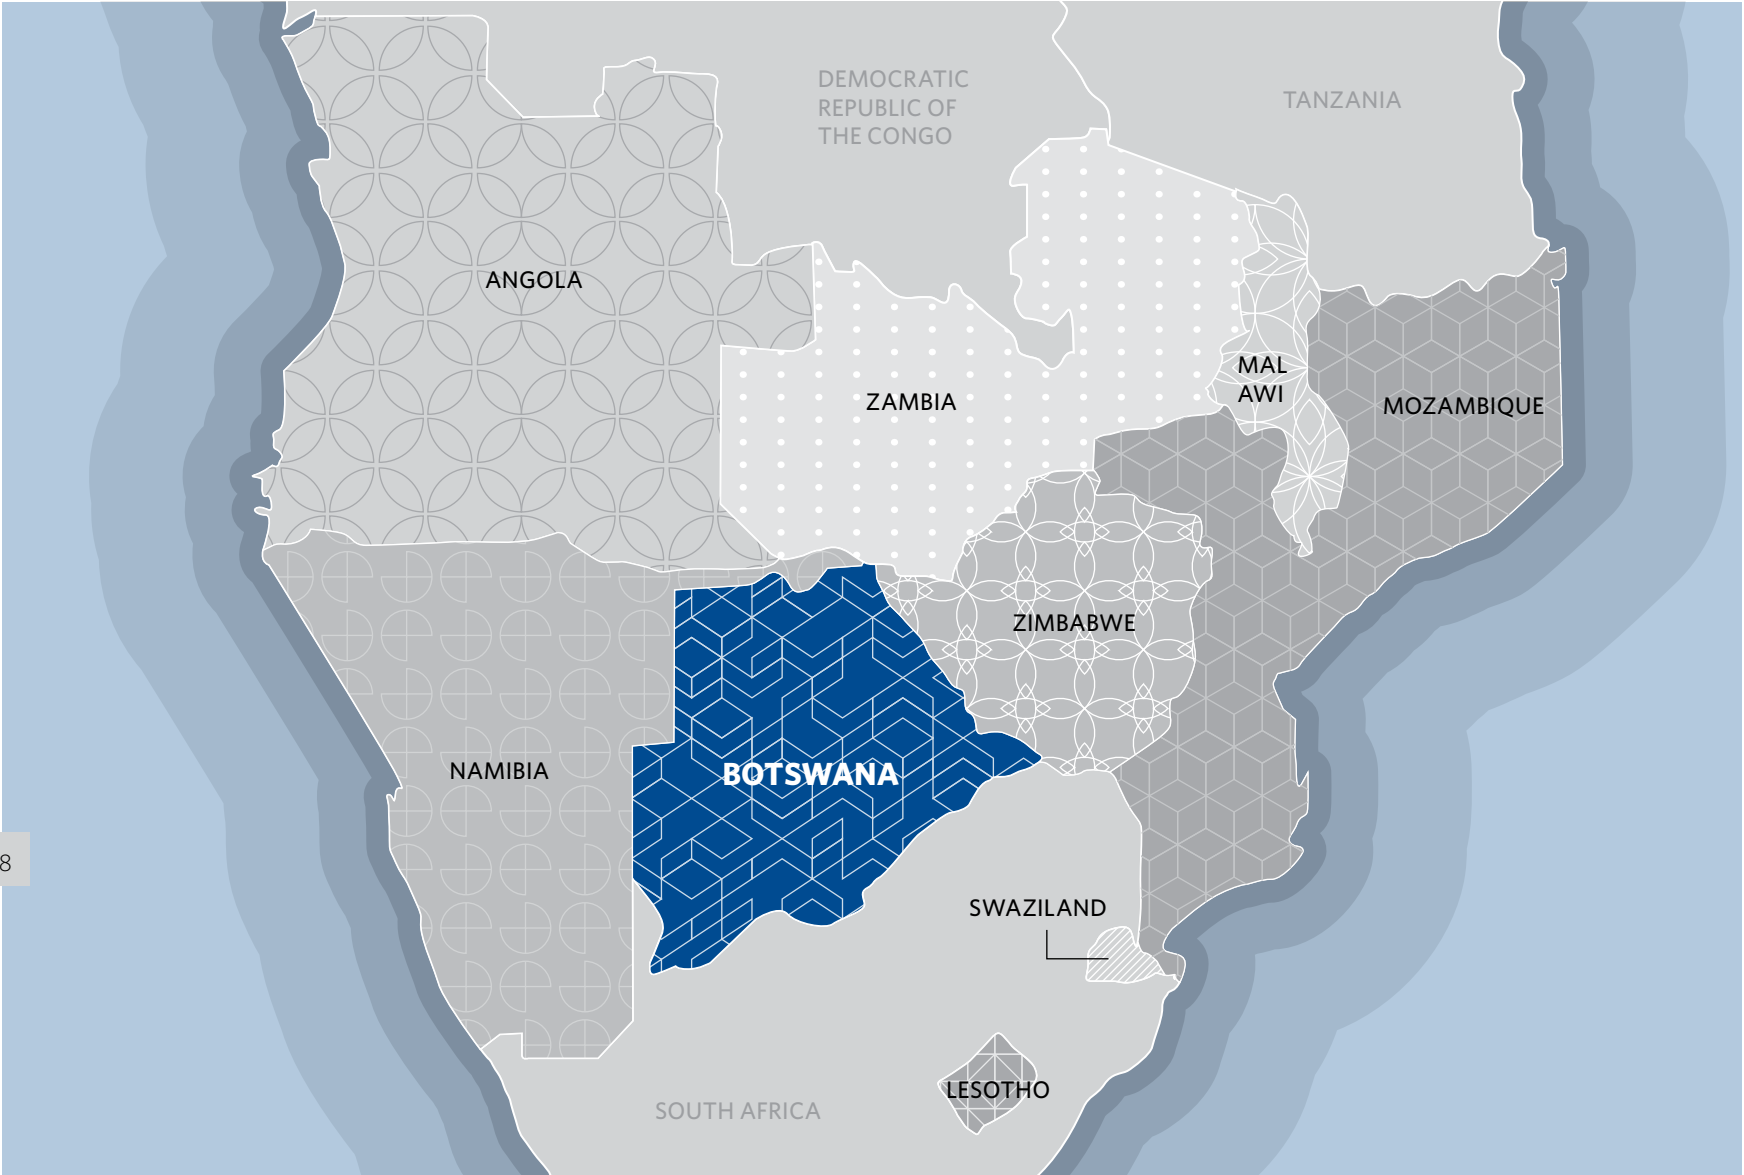 DEMOCRATIC
REPUBLIC OF
THE CONGO
TANZANIA
ANGOLA
MAL
AWI
ZAMBIA
MOZAMBIQUE
ZIMBABWE
NAMIBIA
BOTSWANA
8
SWAZILAND
LESOTHO
SOUTH AFRICA